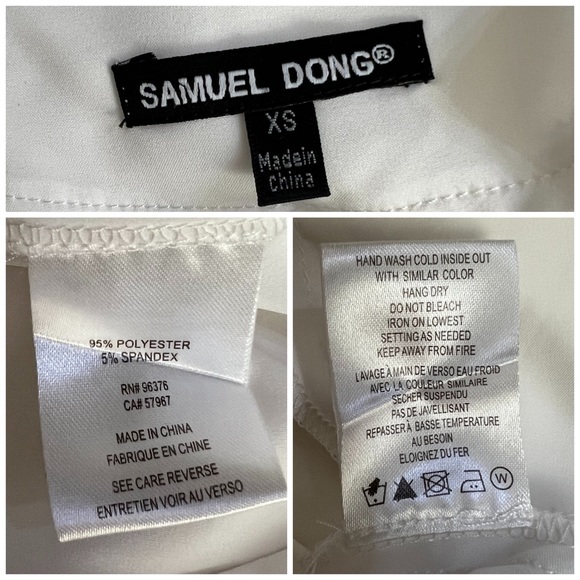 SAMUEL DONG®
XS
Madein
China
95% POLYESTER
5% SPANDEX
RN# 96376
CA# 57967
MADE IN CHINA
FABRIQUE EN CHINE
SEE CARE REVERSE
ENTRETIEN VOIR AU VERSO
HAND WASH COLD INSIDE OUT
WITH SIMILAR COLOR
HANG DRY
DO NOT BLEACH
IRON ON LOWEST
SETTING AS NEEDED
KEEP AWAY FROM FIRE
LAVAGE À MAIN DE VERSO EAU FROID
AVEC LA COULEUR SIMILAIRE
SECHER SUSPENDU
PAS DE JAVELLISANT
REPASSER À BASSE TEMPERATURE
AU BESOIN
ELOIGNEZ DU FER
W